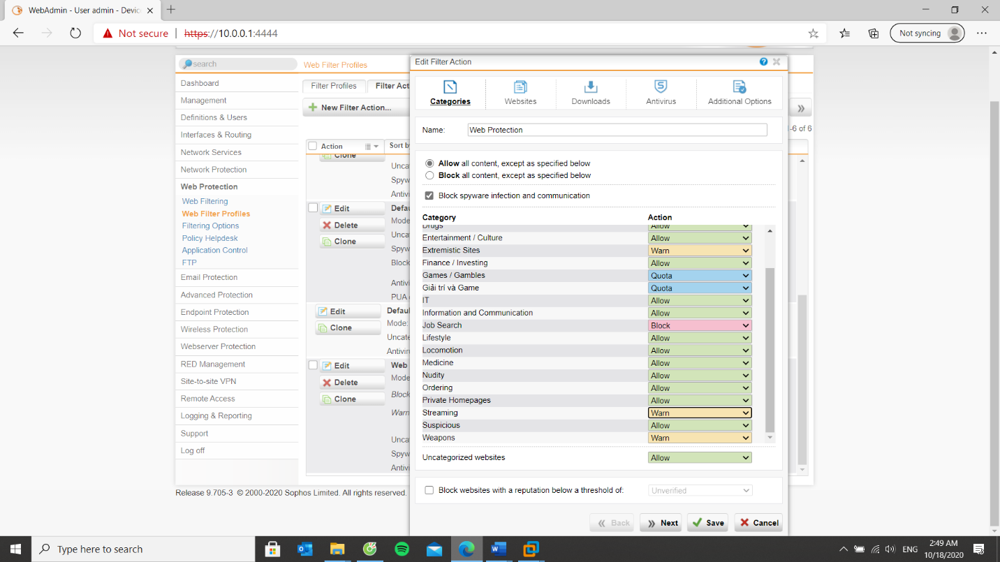 WebAdmin - User admin - Devic
Not secure
https://10.0.0.1:4444
Not syncing
search
Dashboard
Management
Definitions & Users
Interfaces & Routing
Network Services
Network Protection
Web Protection
Web Filtering
Web Filter Profiles
Filtering Options
Policy Helpdesk
Application Control
FTP
Email Protection
Advanced Protection
Endpoint Protection
Wireless Protection
Webserver Protection
RED Management
Site-to-site VPN
Remote Access
Logging & Reporting
Support
Log off
Release 9.705-3 © 2000-2020 Sophos Limited. All rights reserved.
Web Filter Profiles
Filter Profiles
Filter Act
New Filter Action...
1-6 of 6
Action
Sort b
Clone
Unca
Spyw
Antivi
Edit
Delete
Clone
Defau
Mode
Unca
Spyw
Block
Antivi
PUA
Edit
Clone
Defaul
Mode:
Uncate
Antiviru
Edit
Delete
Clone
Web
Mode
Block
Warn
Unca
Spyw
Antivi
Edit Filter Action
Categories
Websites
Downloads
Antivirus
Additional Options
Name:
Web Protection
Allow all content, except as specified below
Block all content, except as specified below
Block spyware infection and communication
Category Action
Drugs Allow
Entertainment / Culture Allow
Extremistic Sites Warn
Finance / Investing Allow
Games / Gambles Quota
Giải trí và Game Quota
IT Allow
Information and Communication Allow
Job Search Block
Lifestyle Allow
Locomotion Allow
Medicine Allow
Nudity Allow
Ordering Allow
Private Homepages Allow
Streaming Warn
Suspicious Allow
Weapons Warn
Uncategorized websites Allow
Block websites with a reputation below a threshold of: Unverified
Back
Next
Save
Cancel
Type here to search
ENG
2:49 AM
10/18/2020